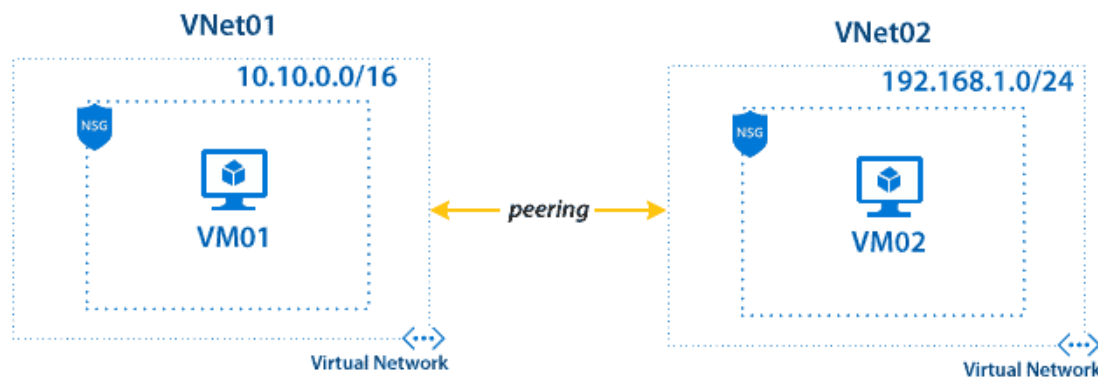 VNet01
10.10.0.0/16
NSG
VM01
Virtual Network
peering
VNet02
192.168.1.0/24
NSG
VM02
Virtual Network